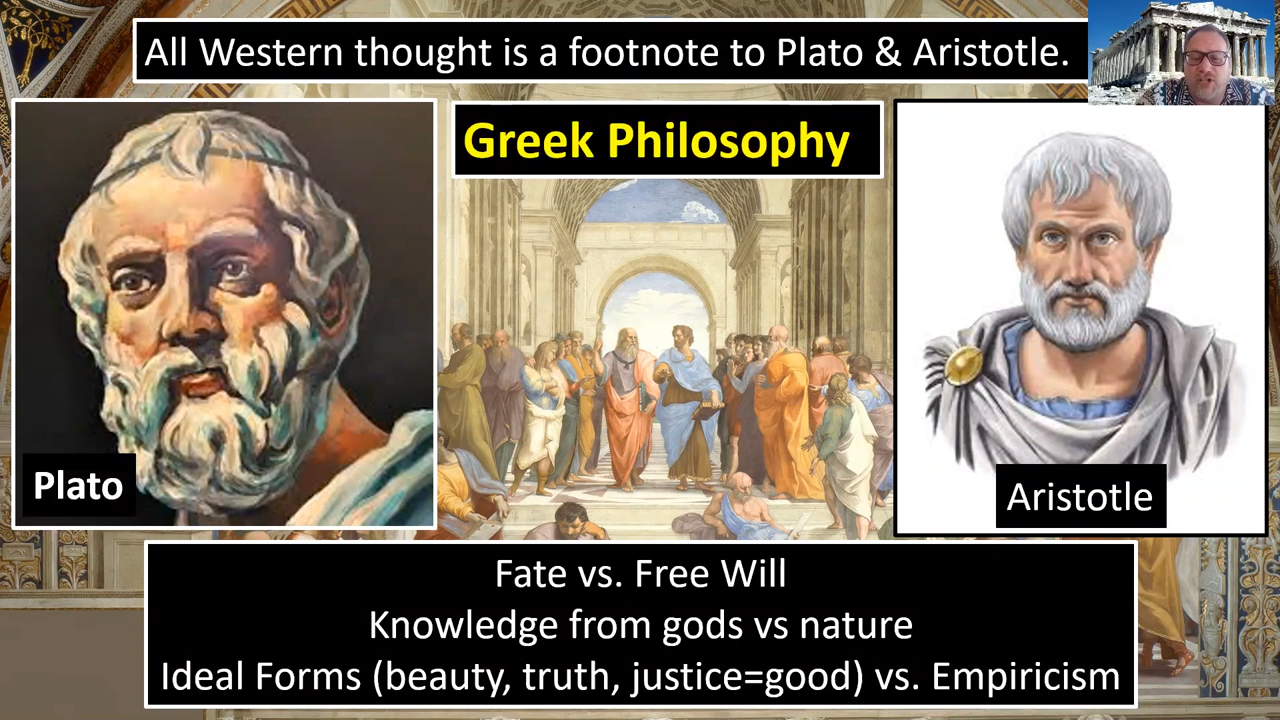 All Western thought is a footnote to Plato & Aristotle.
Greek Philosophy
Plato
Aristotle
Fate vs. Free Will
Knowledge from gods vs nature
Ideal Forms (beauty, truth, justice=good) vs. Empiricism